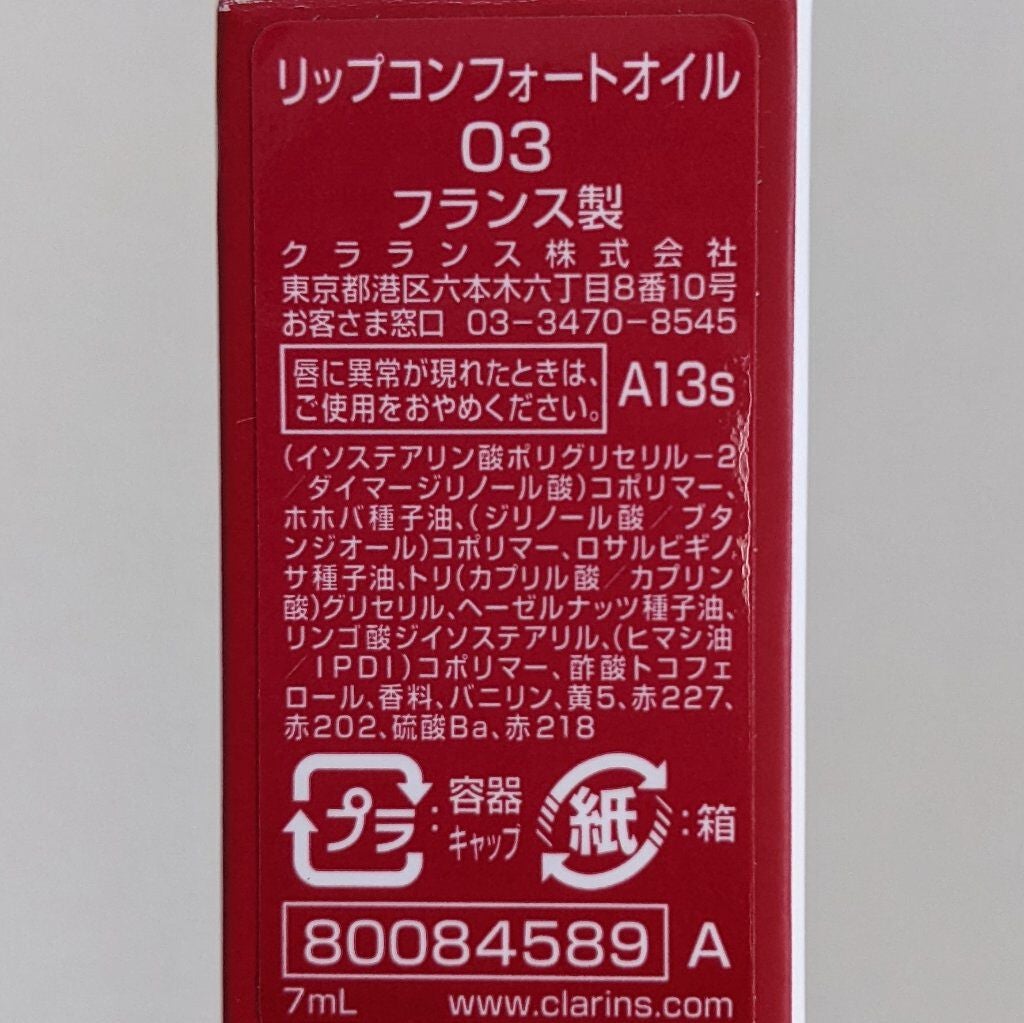 リップコンフォートオイル
03
フランス製
クラランス株式会社
東京都港区六本木六丁目8番10号
お客さま窓口 03-3470-8545
唇に異常が現れたときは、
ご使用をおやめください。
A13s
(イソステアリン酸ポリグリセリル-2
/ダイマージリノール酸)コポリマー、
ホホバ種子油、(ジリノール酸/ブタ
ンジオール)コポリマー、ロサルビギノ
サ種子油、トリ(カプリル酸/カプリン
酸)グリセリル、ヘーゼルナッツ種子油、
リンゴ酸ジイソステアリル、(ヒマシ油
/IPDI)コポリマー、酢酸トコフェ
ロール、香料、バニリン、黄5、赤227、
赤202、硫酸Ba、赤218
プラ:容器
キャップ
紙:箱
80084589 A
7mL www.clarins.com